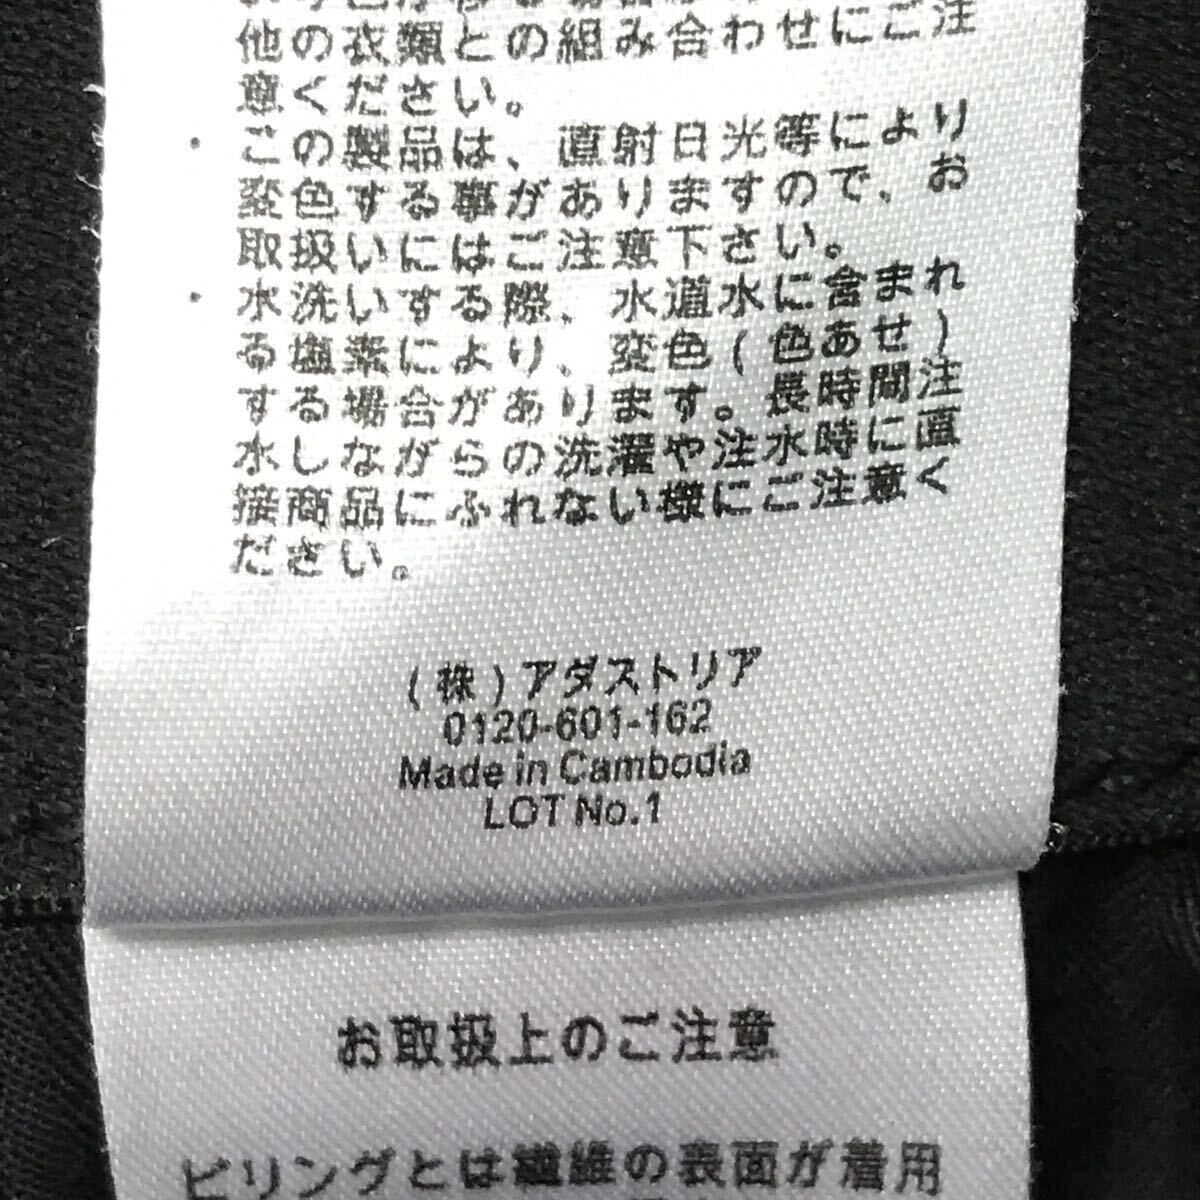 他の衣類との組み合わせにご注
意ください。
・この製品は、直射日光等により
変色する事がありますので、お
取扱いにはご注意下さい。
・水洗いする際、水道水に含まれ
る塩素により、変色(色あせ)
する場合があります。長時間注
水しながらの洗濯や注水時に直
接商品にふれない様にご注意く
ださい。
(株)アダストリア
0120-601-162
Made in Cambodia
LOT No.1
お取扱上のご注意
ピリングとは繊維の表面が着用